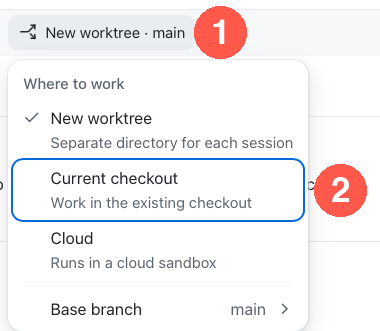 New worktree · main
1
Where to work
New worktree
Separate directory for each session
Current checkout
Work in the existing checkout
2
Cloud
Runs in a cloud sandbox
Base branch main